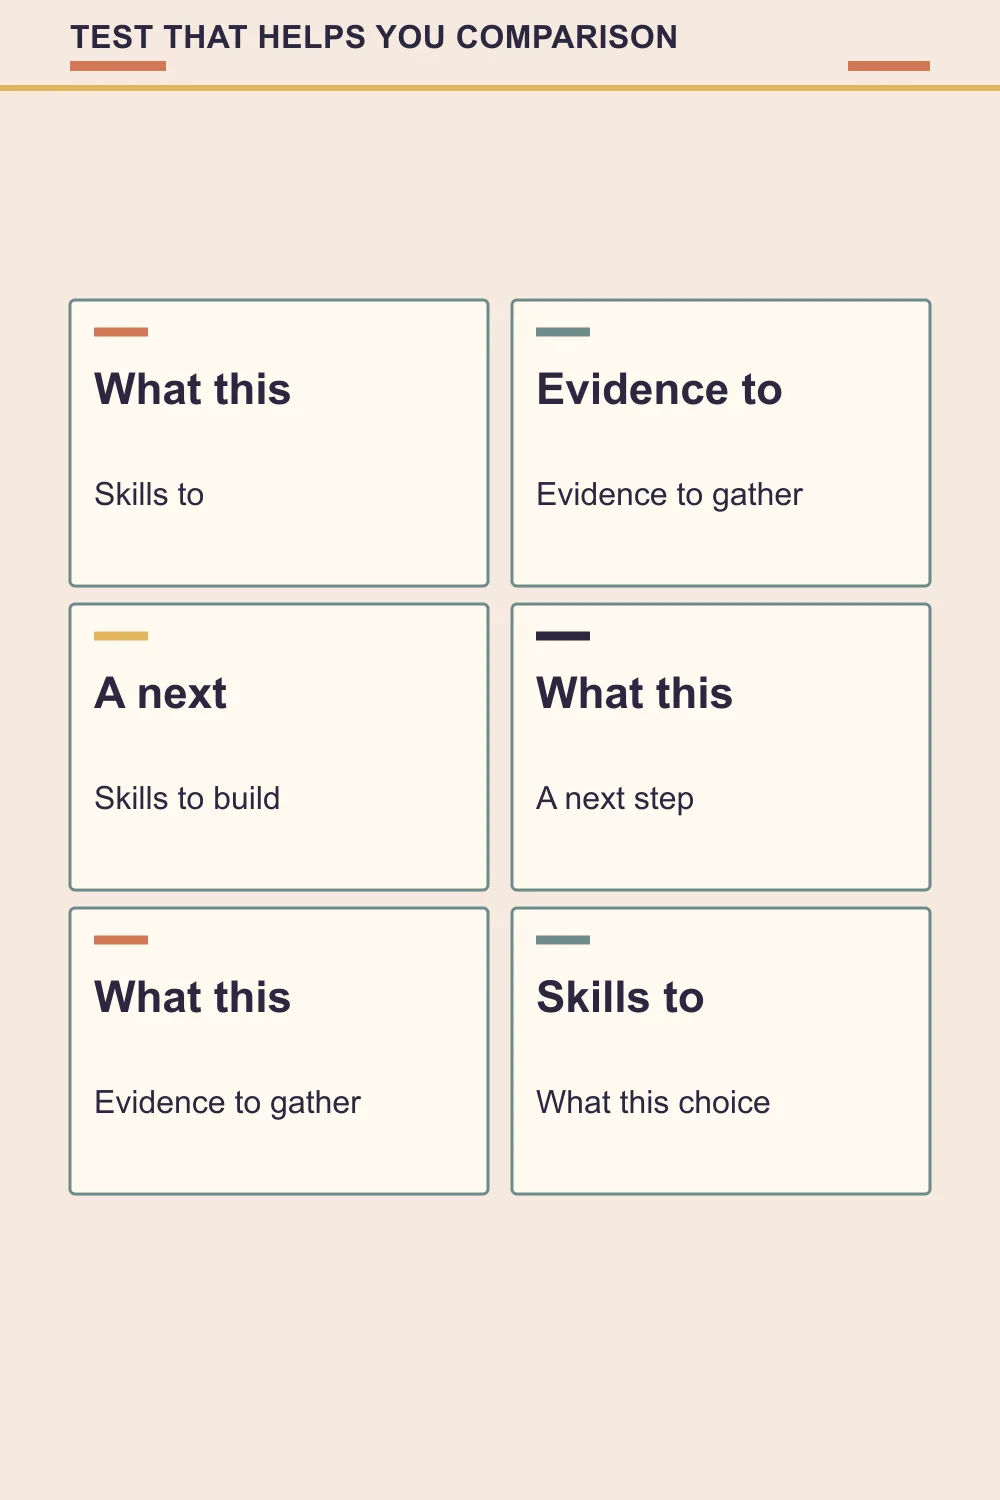 TEST THAT HELPS YOU COMPARISON
What this
Skills to
Evidence to
Evidence to gather
A next
Skills to build
What this
A next step
What this
Evidence to gather
Skills to
What this choice